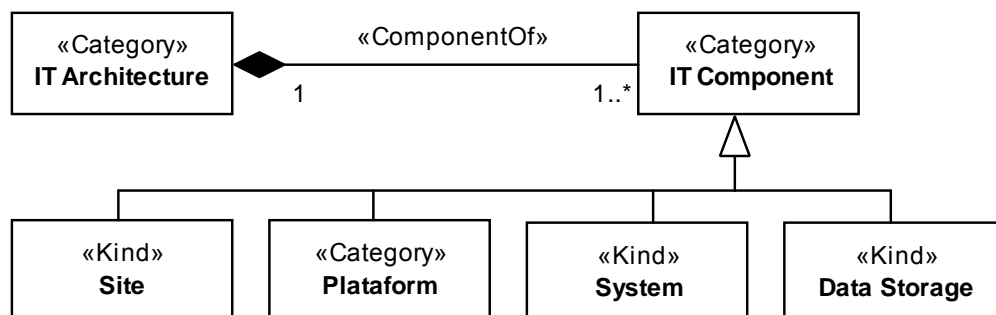 «Category»
IT Architecture
«ComponentOf»
1
1..*
«Category»
IT Component
«Kind»
Site
«Category»
Plataform
«Kind»
System
«Kind»
Data Storage